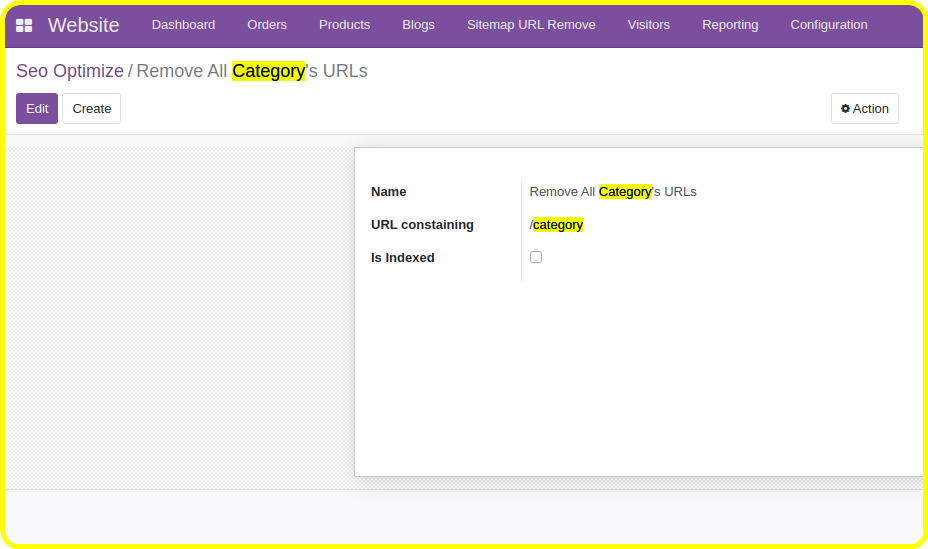 Website Dashboard Orders Products Blogs Sitemap URL Remove Visitors Reporting Configuration
Seo Optimize / Remove All Category's URLs
Edit Create Action
Name Remove All Category's URLs
URL constaining /category
Is Indexed